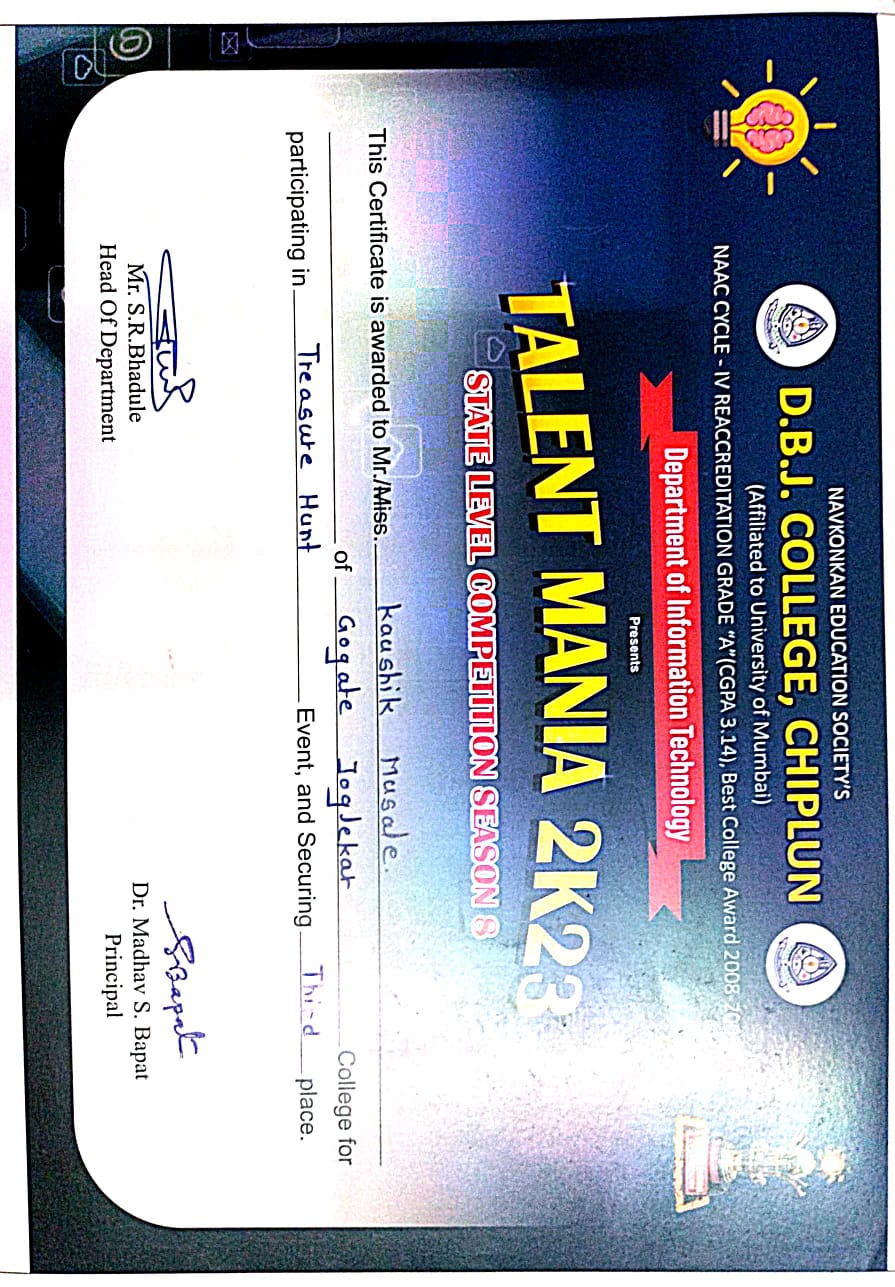 NAVKONKAN EDUCATION SOCIETY'S
D.B.J. COLLEGE, CHIPLUN
(Affiliated to University of Mumbai)
NAAC CYCLE - IV REACCREDITATION GRADE "A"(CGPA 3.14), Best College Award 2008-
Department of Information Technology
Presents
TALENT MANIA 2K23
STATE LEVEL COMPETITION SEASON 8
This Certificate is awarded to Mr./Miss. Kaushik Musale.
of Gogate Joglekar College for
participating in Treasure Hunt Event, and Securing Third place.
S.Bapat
Mr. S.R.Bhadule
Dr. Madhav S. Bapat
Head Of Department
Principal